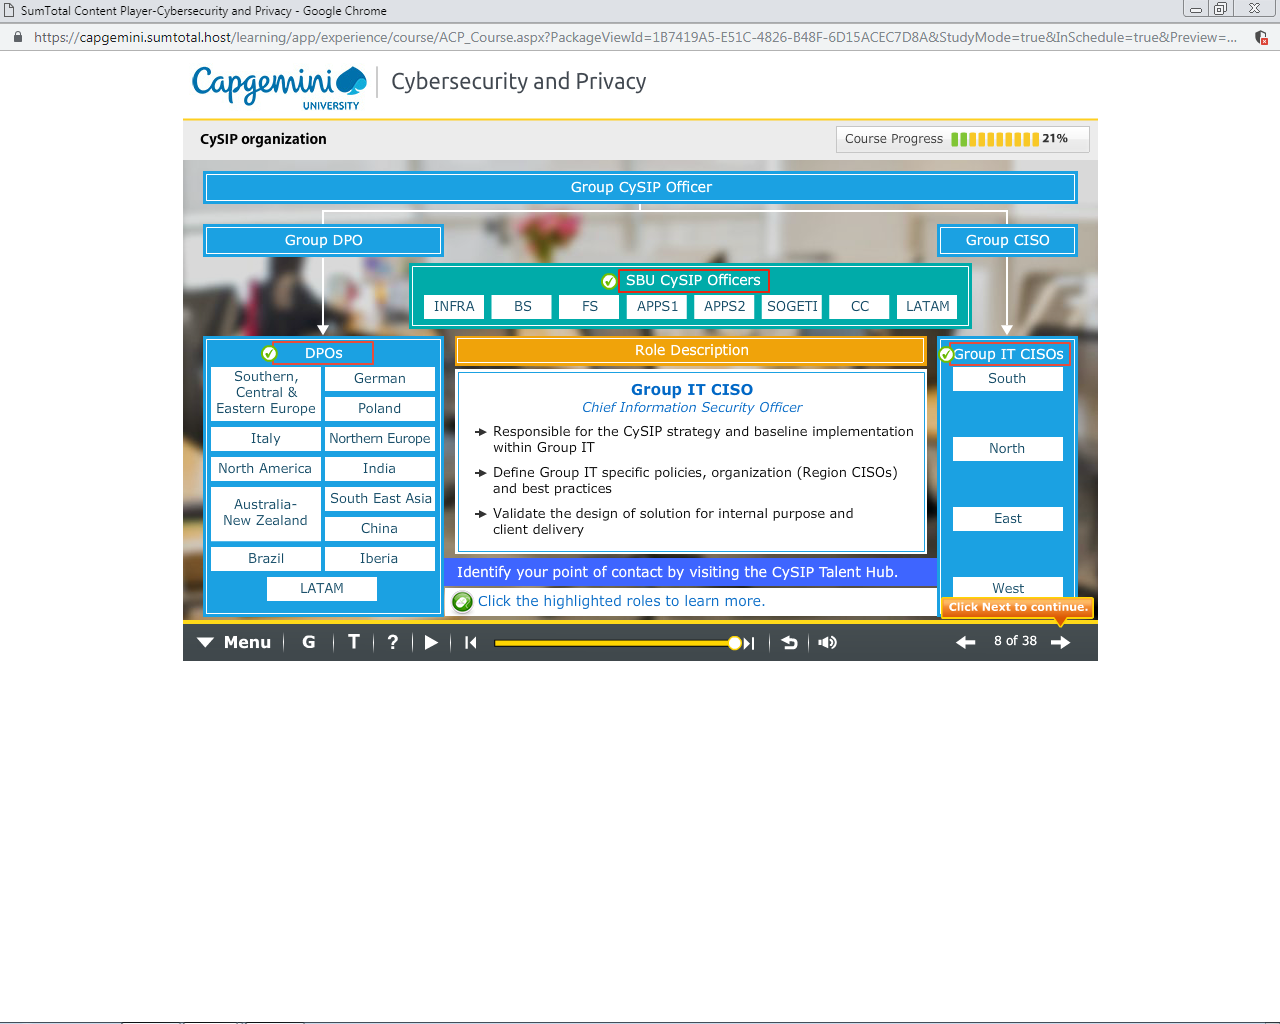 SumTotal Content Player-Cybersecurity and Privacy - Google Chrome
https://capgemini.sumtotal.host/learning/app/experience/course/ACP_Course.aspx?PackageViewId=1B7419A5-E51C-4826-B48F-6D15ACEC7D8A&StudyMode=true&InSchedule=true&Preview=...
Capgemini
UNIVERSITY
Cybersecurity and Privacy
CySIP organization
Course Progress 21%
Group CySIP Officer
Group DPO
Group CISO
SBU CySIP Officers
INFRA BS FS APPS1 APPS2 SOGETI CC LATAM
DPOs
Southern,
Central &
Eastern Europe
German
Poland
Italy
Northern Europe
North America
India
Australia-
New Zealand
South East Asia
China
Brazil
Iberia
LATAM
Role Description
Group IT CISO
Chief Information Security Officer
Responsible for the CySIP strategy and baseline implementation
within Group IT
Define Group IT specific policies, organization (Region CISOs)
and best practices
Validate the design of solution for internal purpose and
client delivery
Identify your point of contact by visiting the CySIP Talent Hub.
Click the highlighted roles to learn more.
Group IT CISOs
South
North
East
West
Click Next to continue.
Menu G T ? 8 of 38